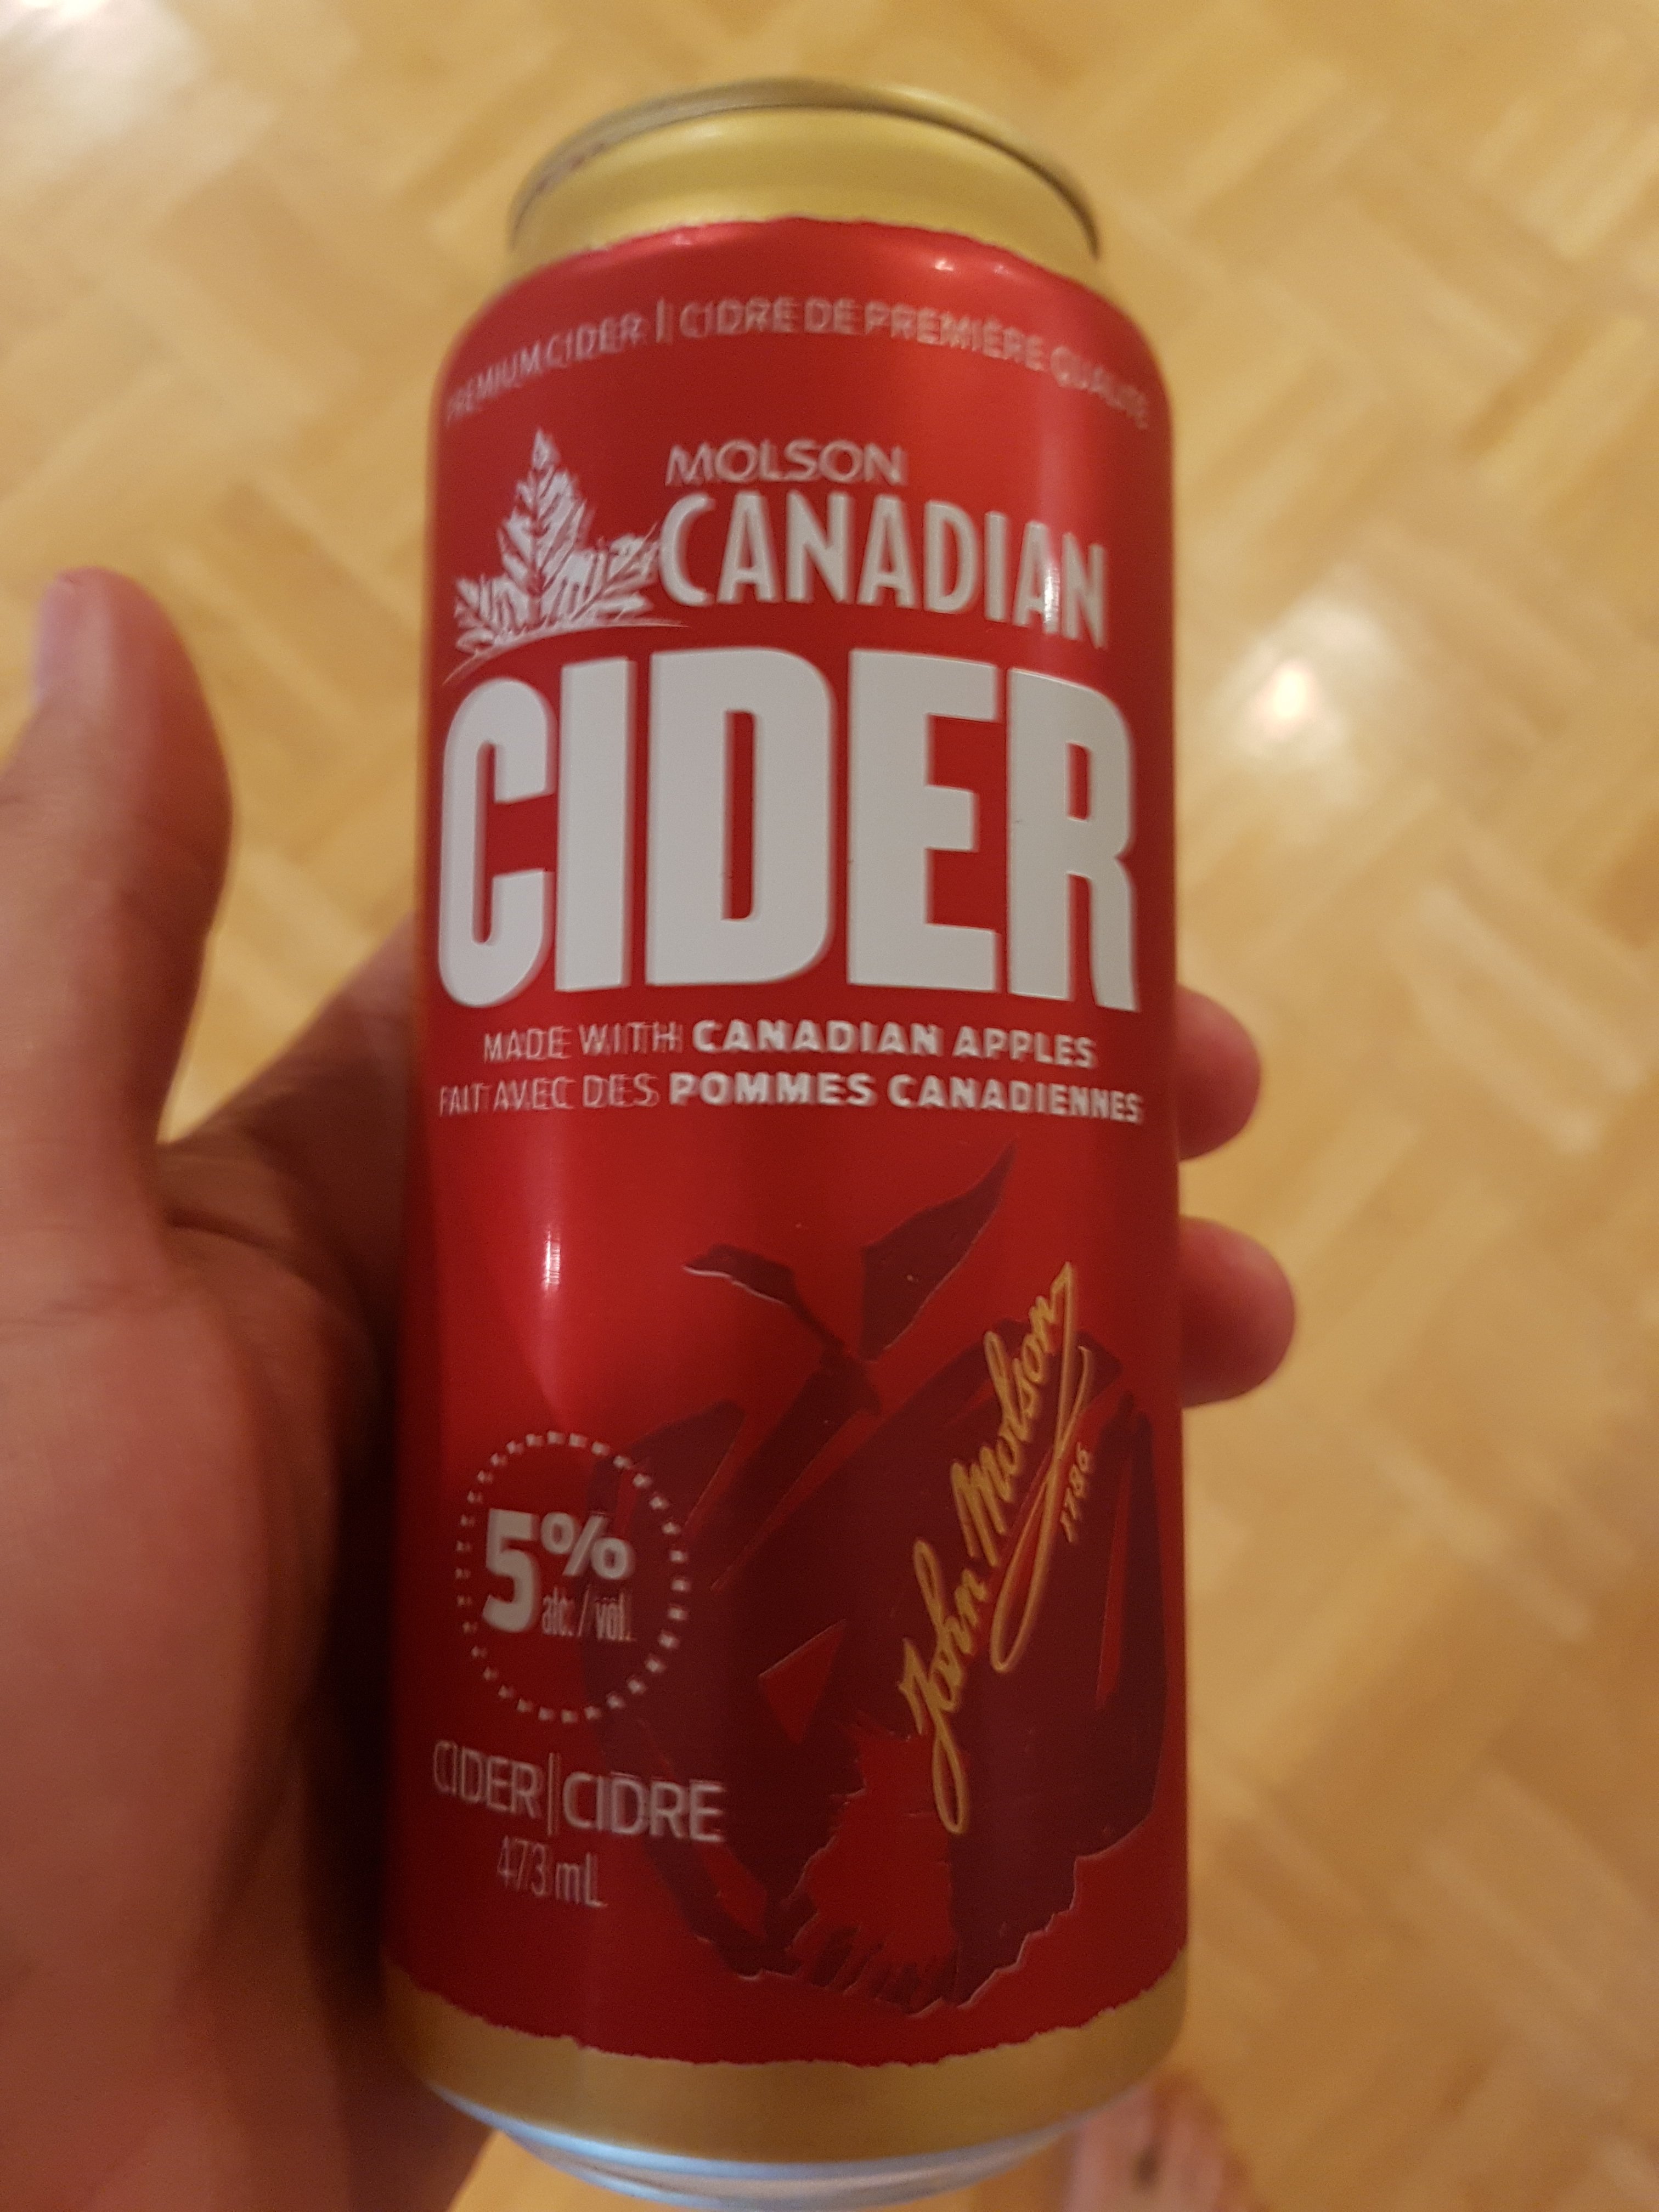 PREMIUM CIDER | CIDRE DE PREMIÈRE QUALITÉ
MOLSON
CANADIAN
CIDER
MADE WITH CANADIAN APPLES
FAIT AVEC DES POMMES CANADIENNES
John Molson
1786
5%
alc./vol.
CIDER|CIDRE
473 mL